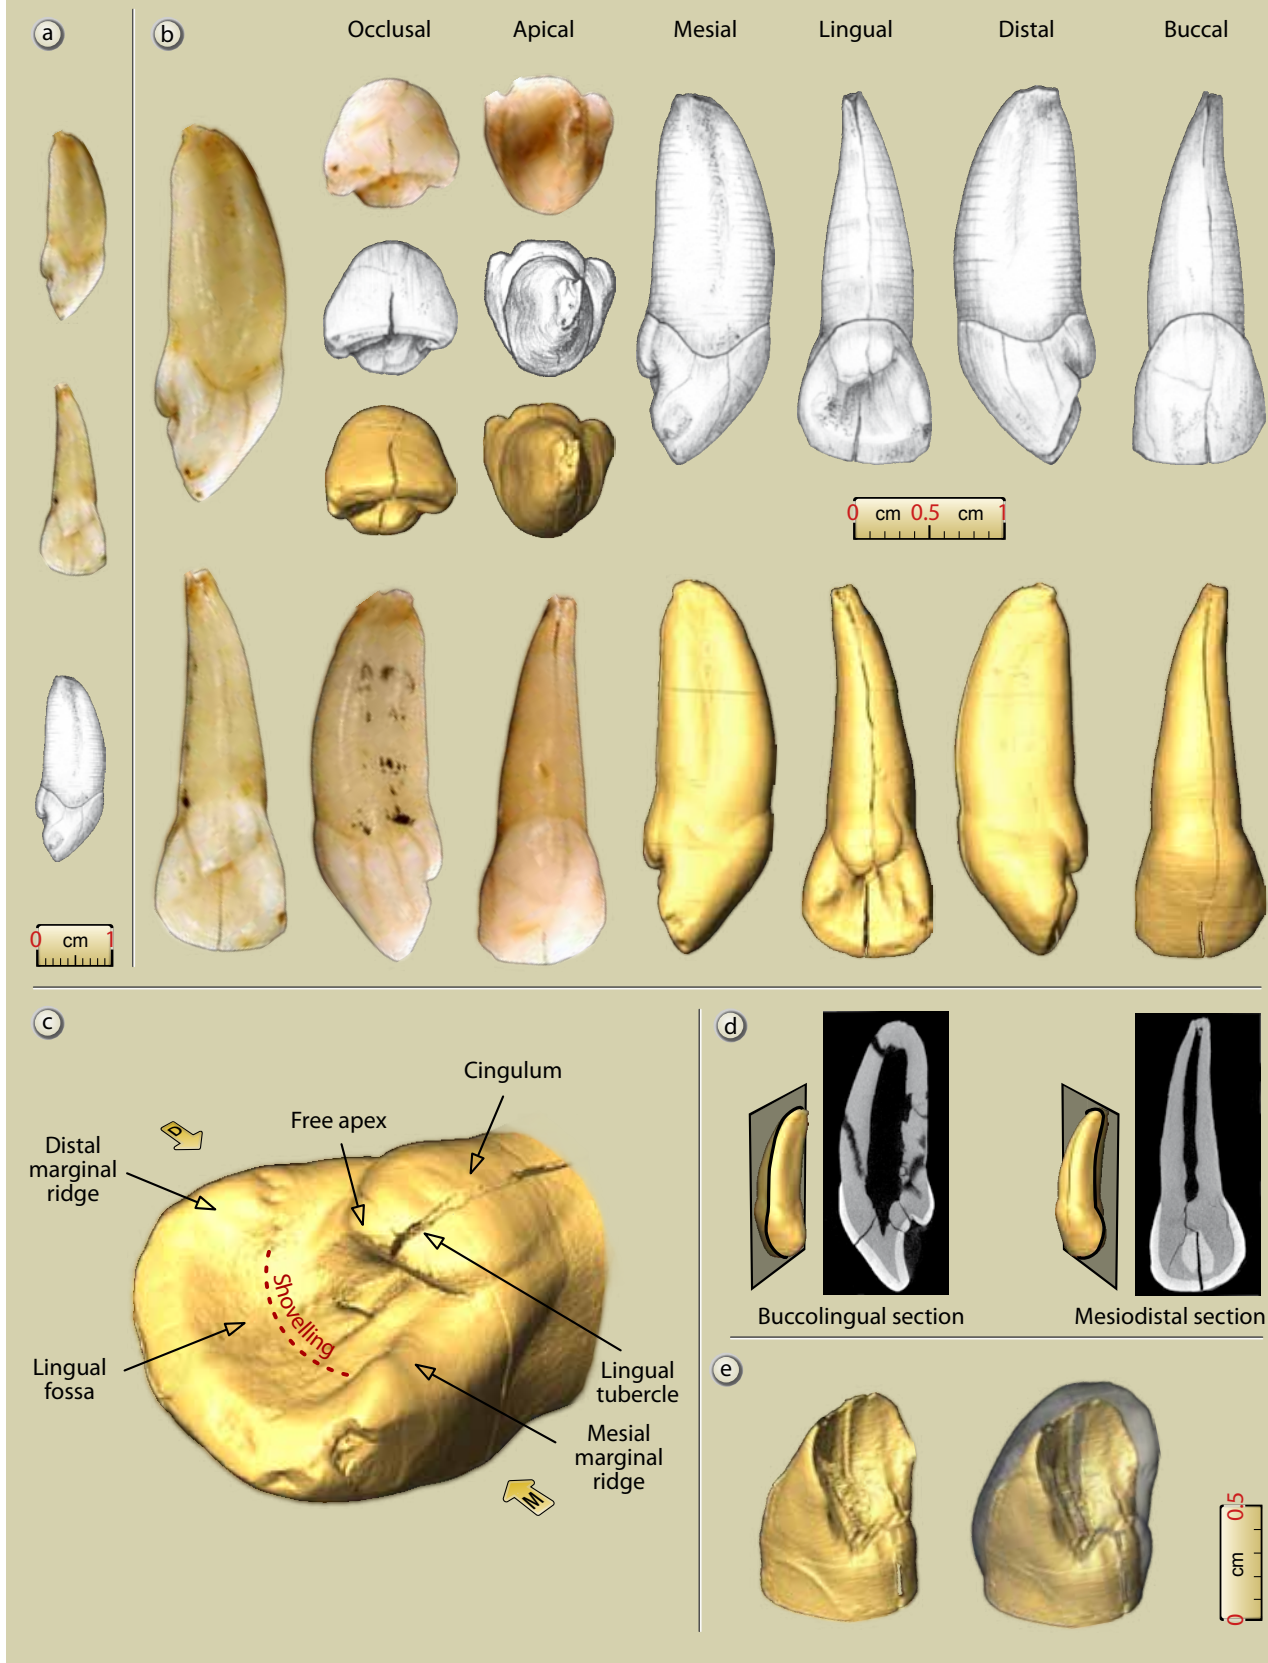 a
b
Occlusal
Apical
Mesial
Lingual
Distal
Buccal
0 cm 0.5 cm 1
0 cm 1
c
Cingulum
Free apex
D
Distal
marginal
ridge
Shovelling
Lingual
fossa
Lingual
tubercle
Mesial
marginal
ridge
M
d
Buccolingual section
Mesiodistal section
e
0.5
cm
0